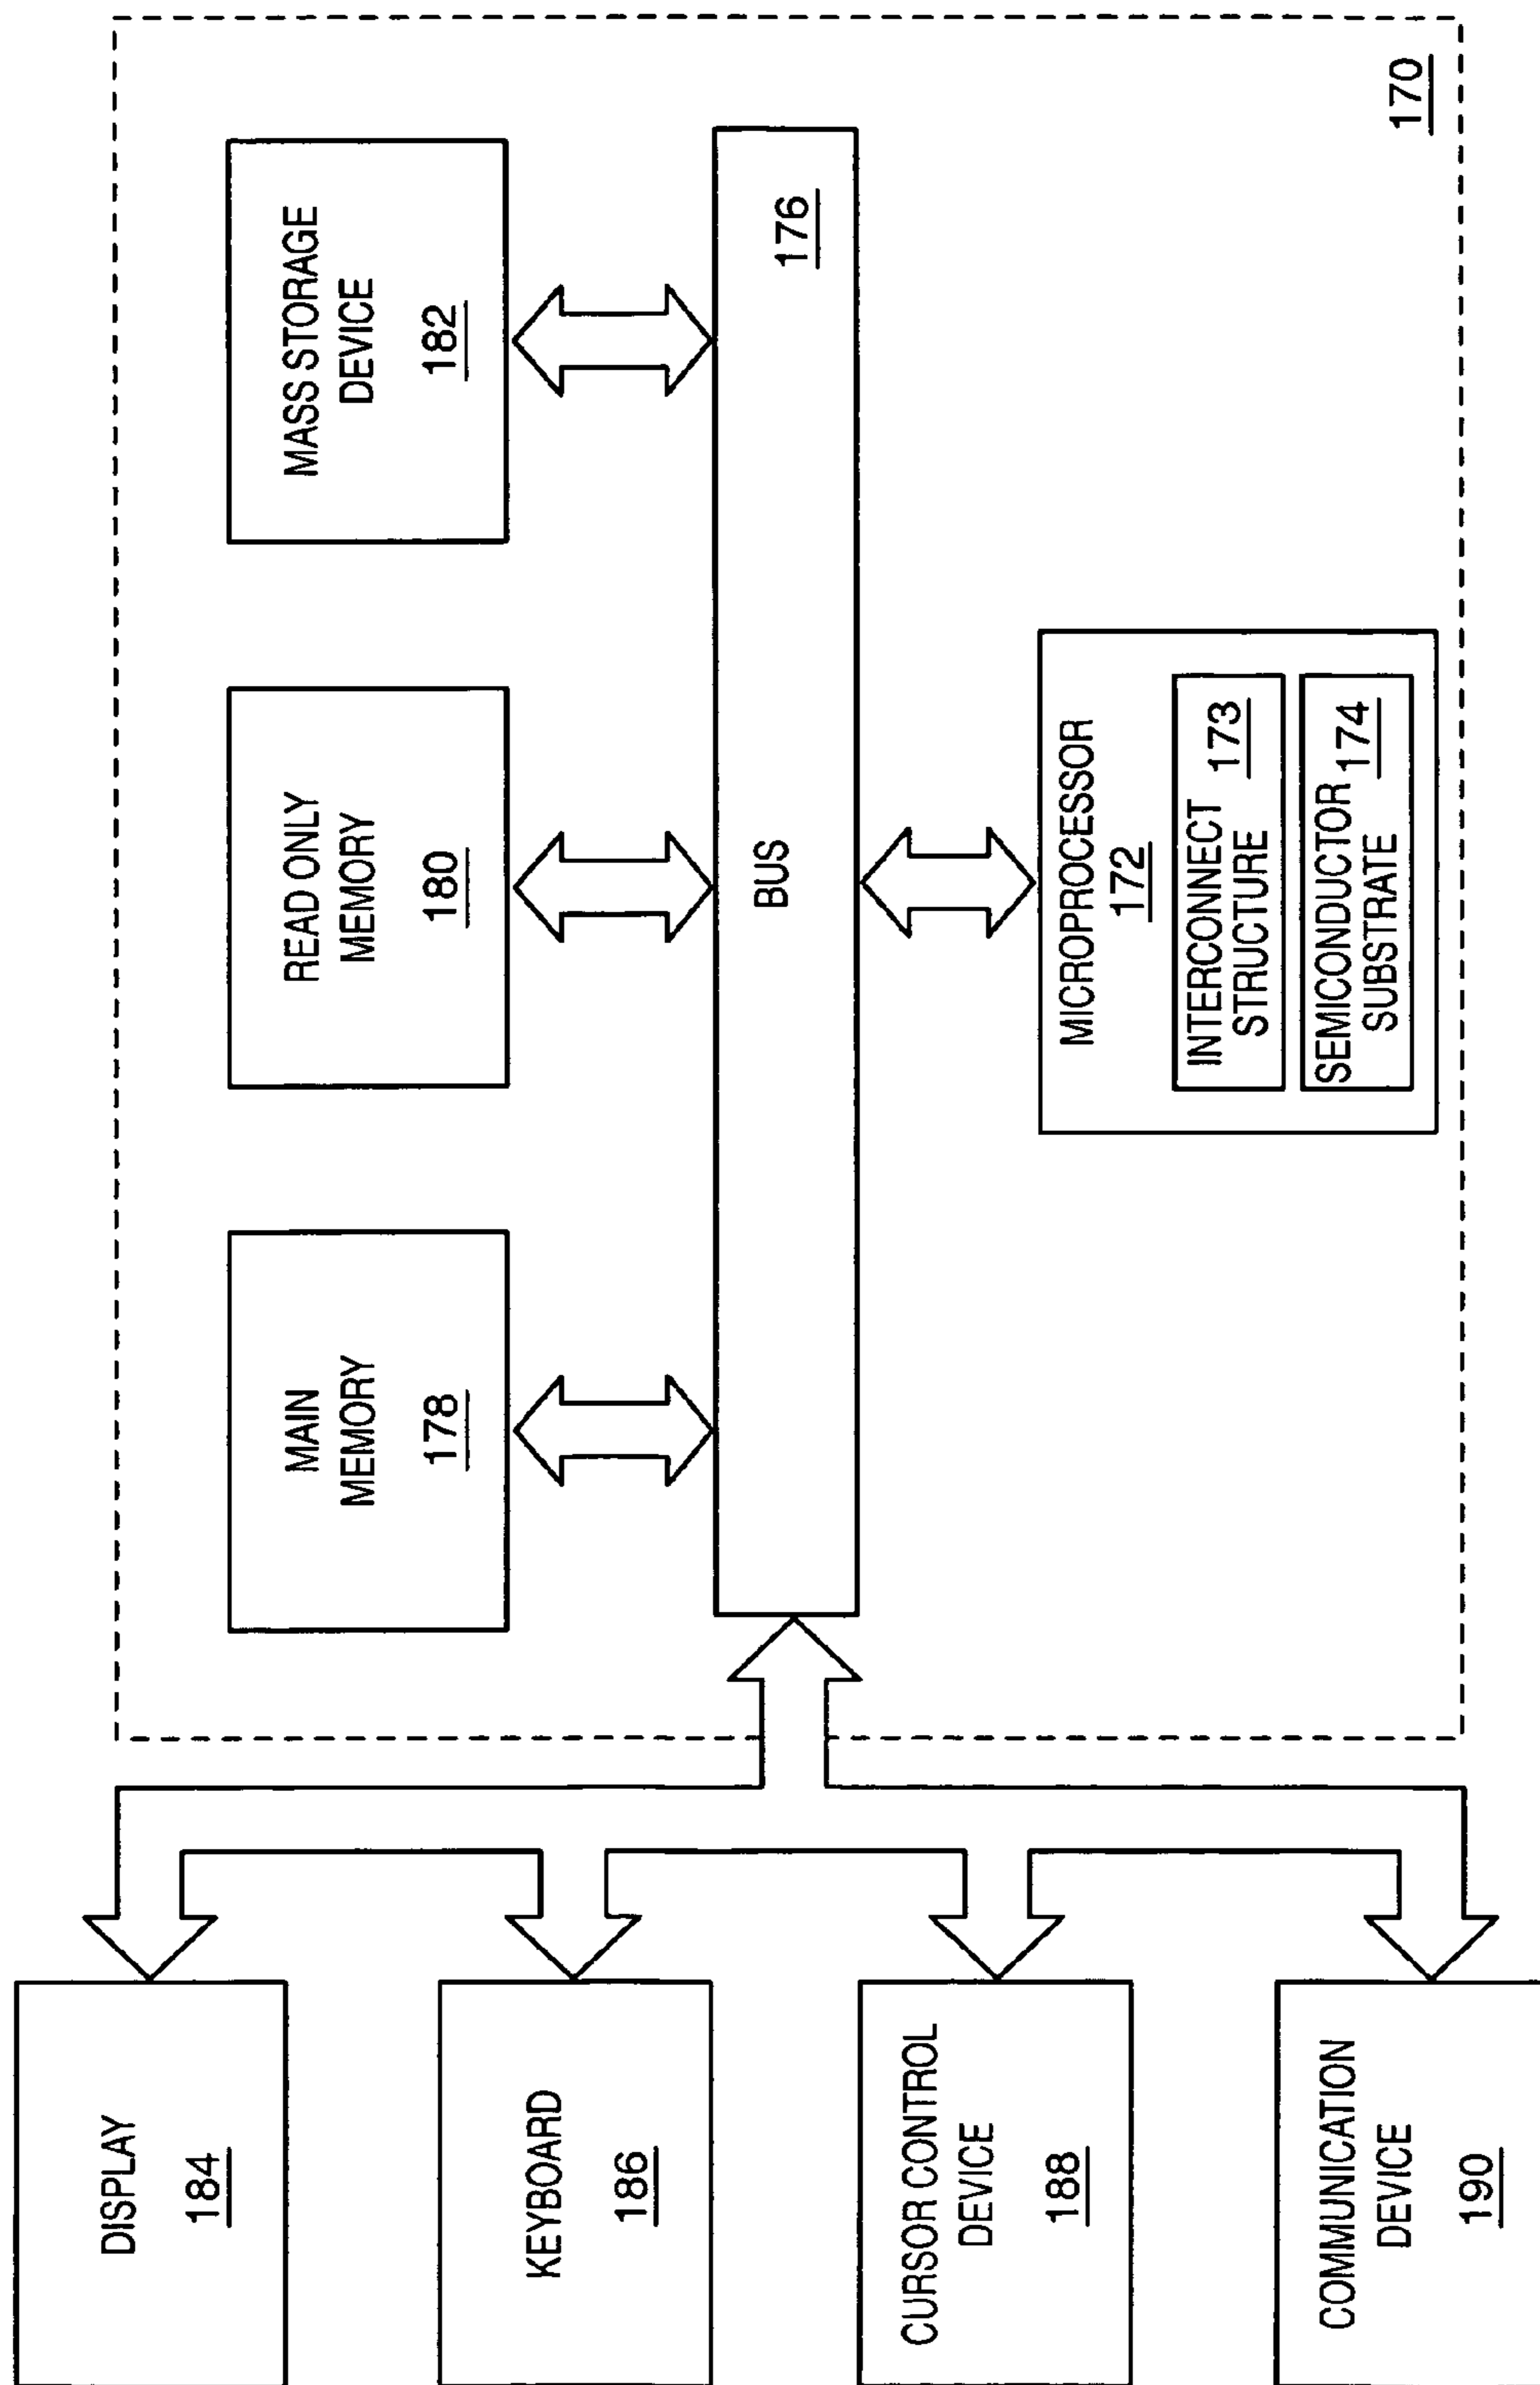 DISPLAY
184
KEYBOARD
186
CURSOR CONTROL
DEVICE
188
COMMUNICATION
DEVICE
190
MAIN
MEMORY
178
READ ONLY
MEMORY
180
MASS STORAGE
DEVICE
182
BUS
176
MICROPROCESSOR
172
INTERCONNECT
STRUCTURE
173
SEMICONDUCTOR
SUBSTRATE
174
170